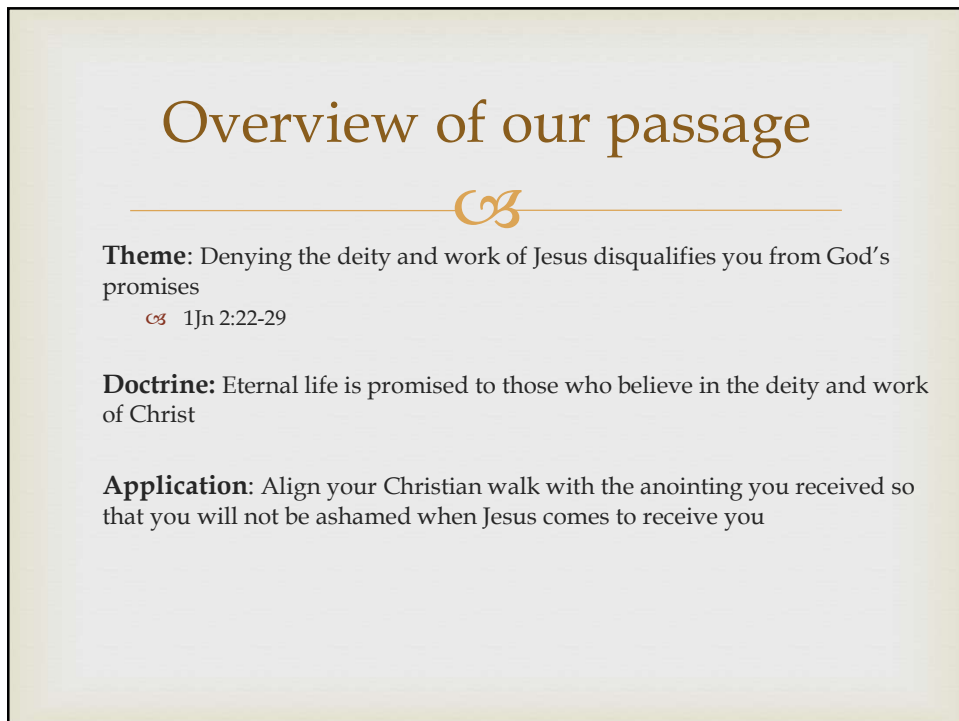 Overview of our passage
Theme: Denying the deity and work of Jesus disqualifies you from God’s
promises
1Jn 2:22-29
Doctrine: Eternal life is promised to those who believe in the deity and work
of Christ
Application: Align your Christian walk with the anointing you received so
that you will not be ashamed when Jesus comes to receive you